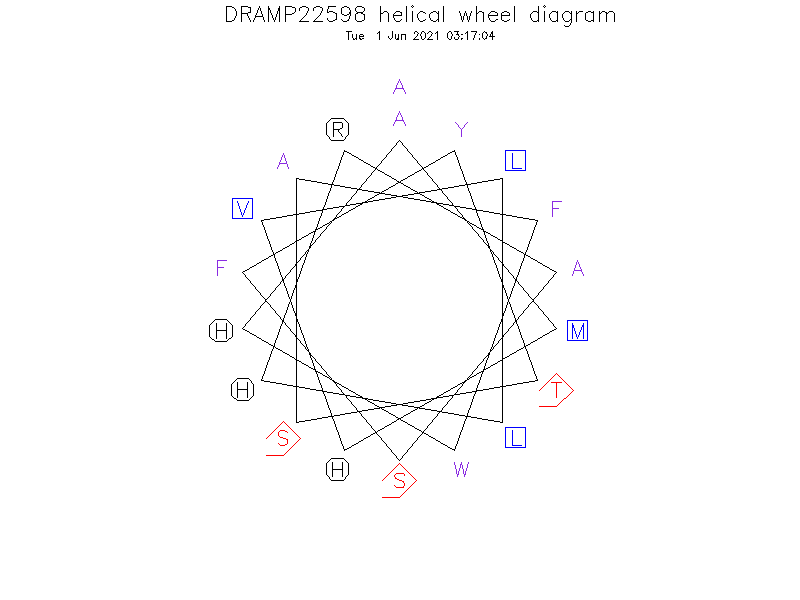 DRAMP22598 helical wheel diagram
Tue 1 Jun 2021 03:17:04
A
A
R Y
A L
V F
F A
H M
H T
S L
H W
S